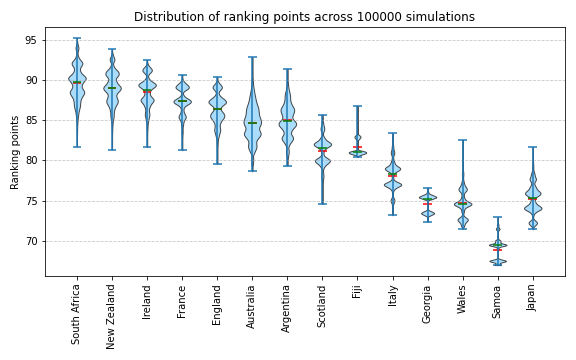 Distribution of ranking points across 100000 simulations
95
90
85
80
75
70
Ranking points
South Africa
New Zealand
Ireland
France
England
Australia
Argentina
Scotland
Fiji
Italy
Georgia
Wales
Samoa
Japan